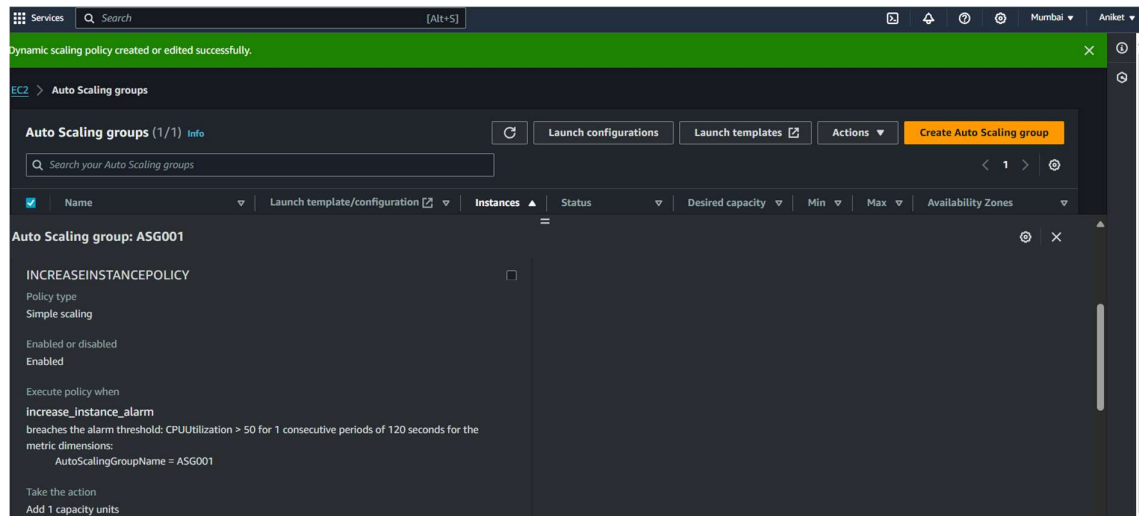 Services Search [Alt+S] Mumbai Aniket
Dynamic scaling policy created or edited successfully.
EC2 > Auto Scaling groups
Auto Scaling groups (1/1) Info Launch configurations Launch templates Actions Create Auto Scaling group
Search your Auto Scaling groups 1
Name Launch template/configuration Instances Status Desired capacity Min Max Availability Zones
Auto Scaling group: ASG001
INCREASEINSTANCEPOLICY
Policy type
Simple scaling
Enabled or disabled
Enabled
Execute policy when
increase_instance_alarm
breaches the alarm threshold: CPUUtilization > 50 for 1 consecutive periods of 120 seconds for the
metric dimensions:
AutoScalingGroupName = ASG001
Take the action
Add 1 capacity units